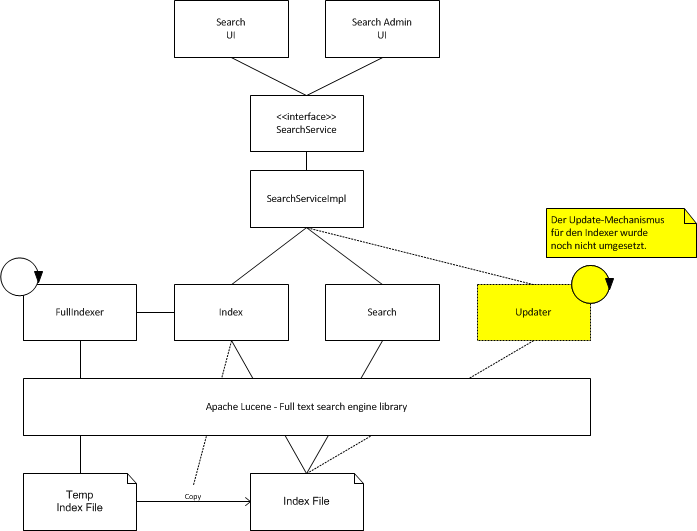 Search
UI
Search Admin
UI
<<interface>>
SearchService
SearchServiceImpl
Der Update-Mechanismus
für den Indexer wurde
noch nicht umgesetzt.
FullIndexer
Index
Search
Updater
Apache Lucene - Full text search engine library
Temp
Index File
Copy
Index File